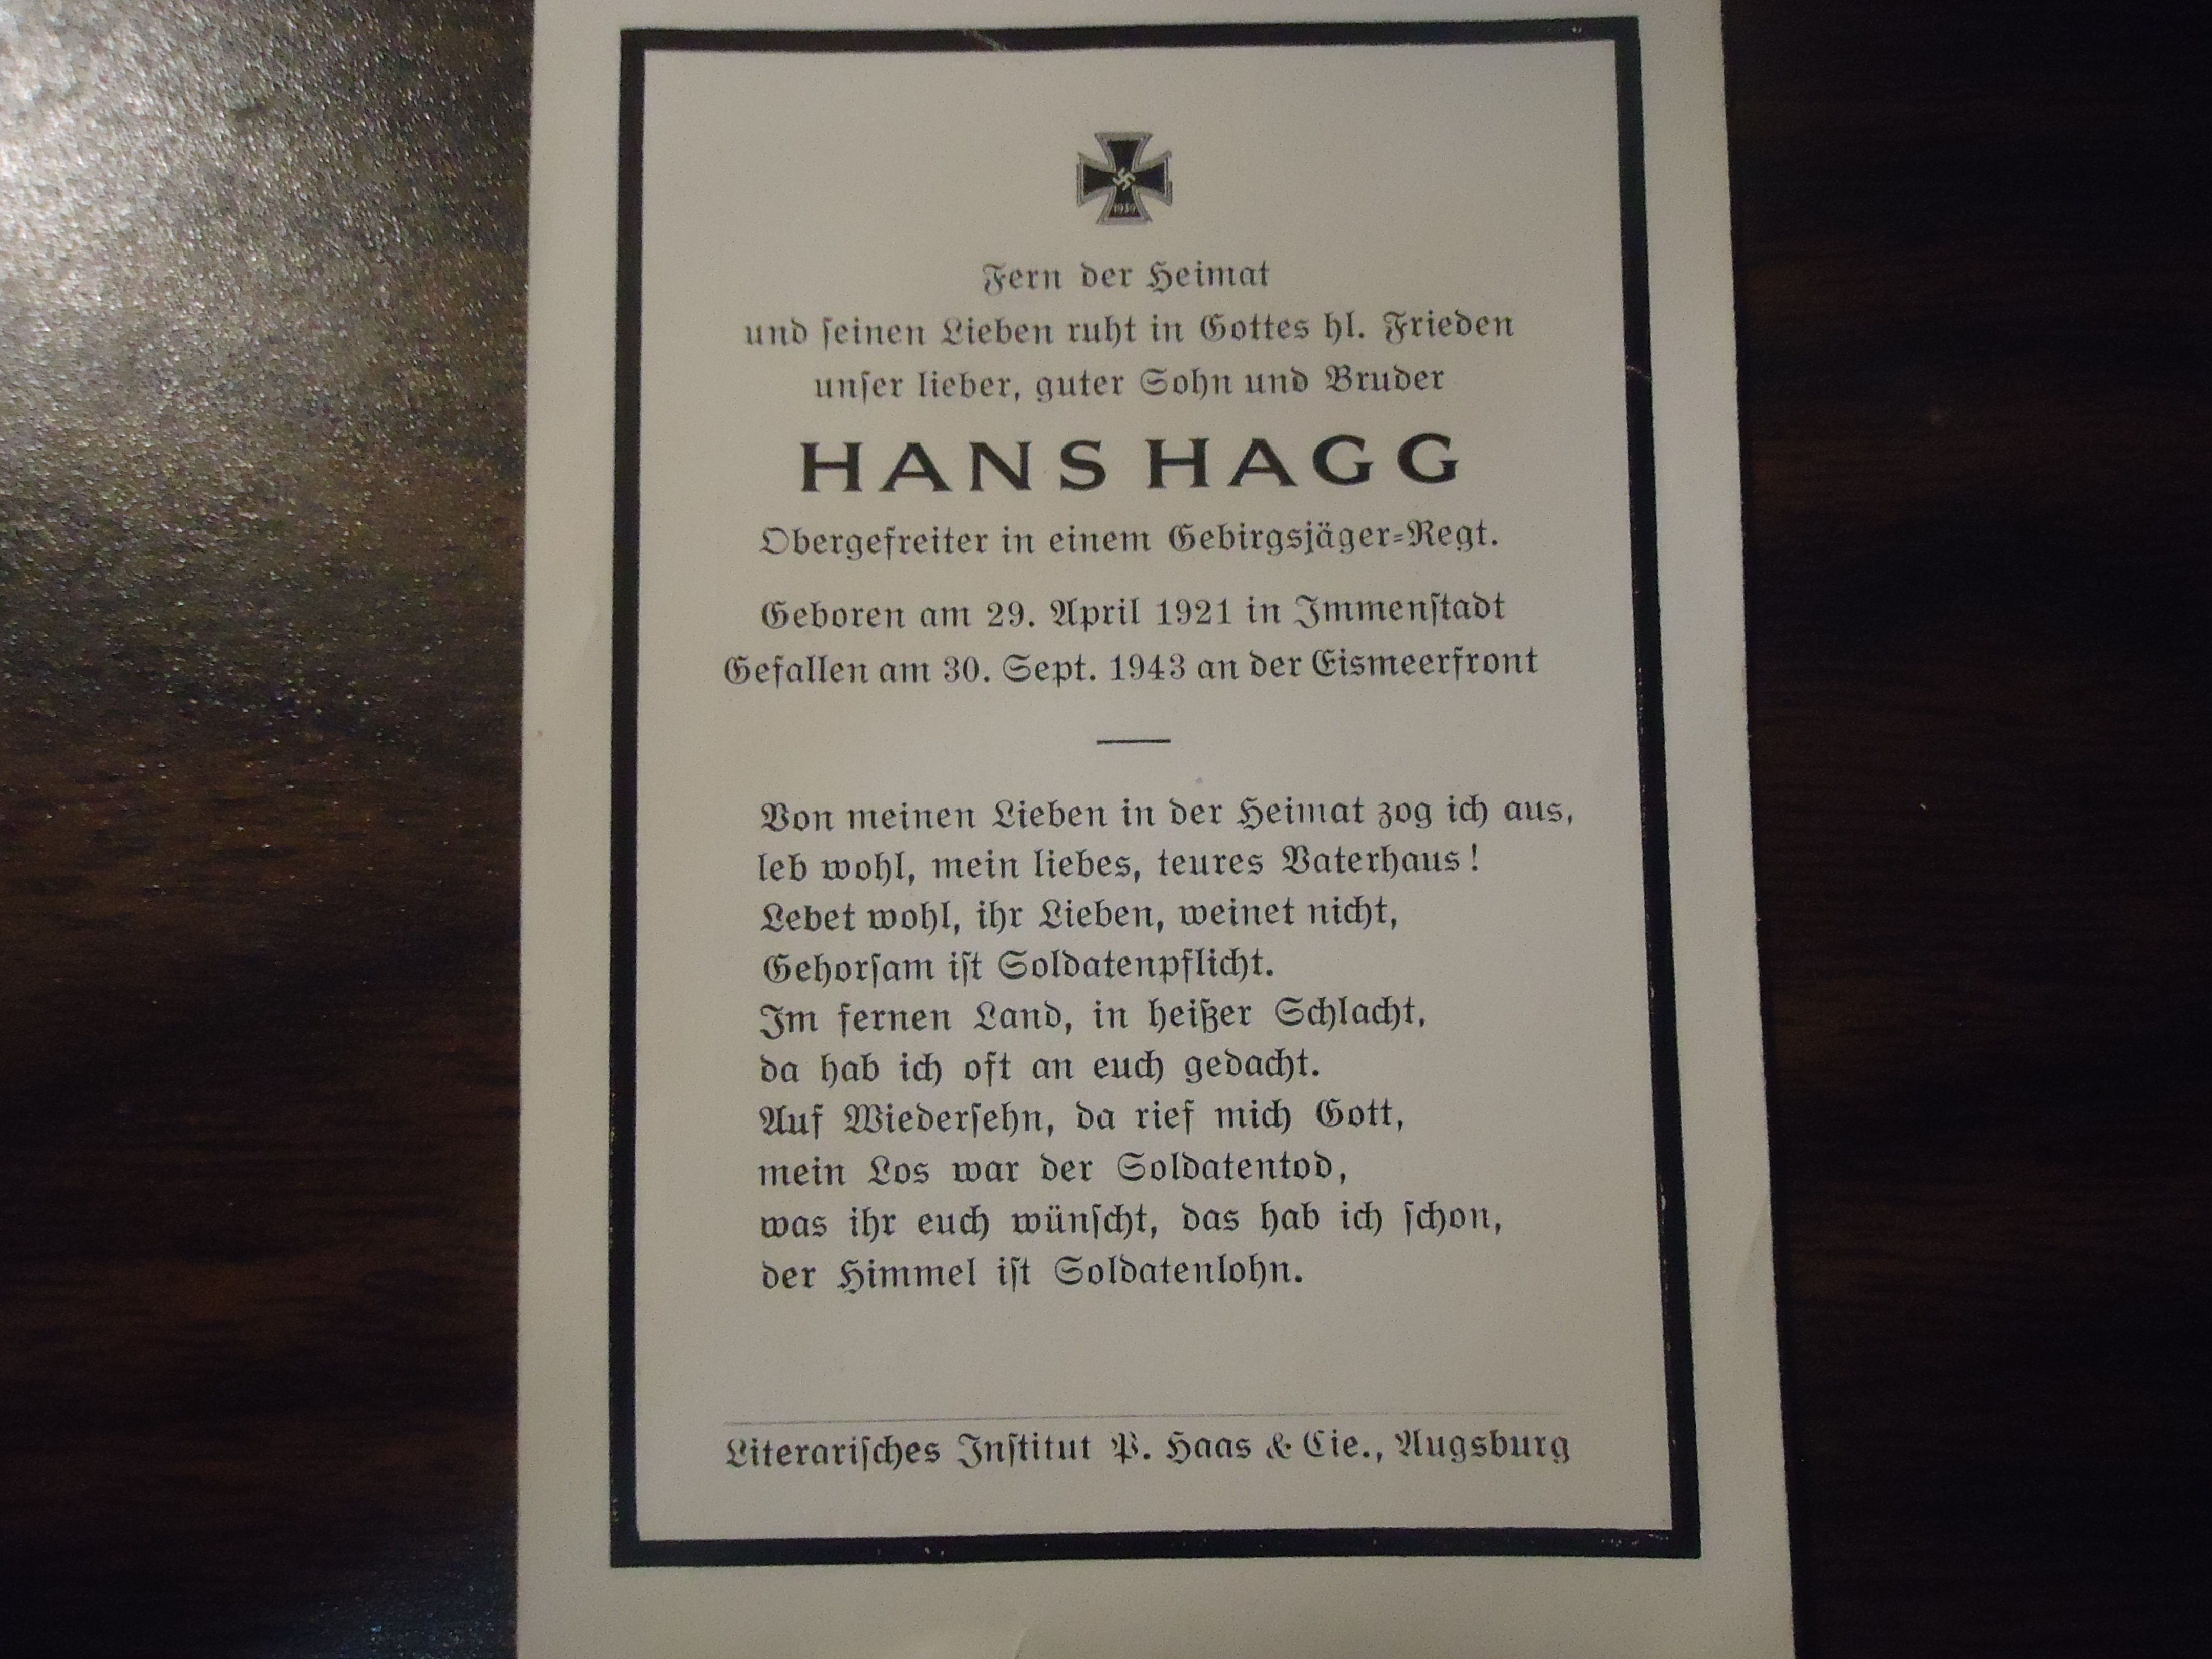 1939
Fern der Heimat
und ſeinen Lieben ruht in Gottes hl. Frieden
unſer lieber, guter Sohn und Bruder
HANS HAGG
Obergefreiter in einem Gebirgsjäger-Regt.
Geboren am 29. April 1921 in Immenſtadt
Gefallen am 30. Sept. 1943 an der Eismeerfront
Von meinen Lieben in der Heimat zog ich aus,
leb wohl, mein liebes, teures Vaterhaus!
Lebet wohl, ihr Lieben, weinet nicht,
Gehorſam iſt Soldatenpflicht.
Im fernen Land, in heißer Schlacht,
da hab ich oft an euch gedacht.
Auf Wiederſehn, da rief mich Gott,
mein Los war der Soldatentod,
was ihr euch wünſcht, das hab ich ſchon,
der Himmel iſt Soldatenlohn.
Literariſches Inſtitut P. Haas & Cie., Augsburg